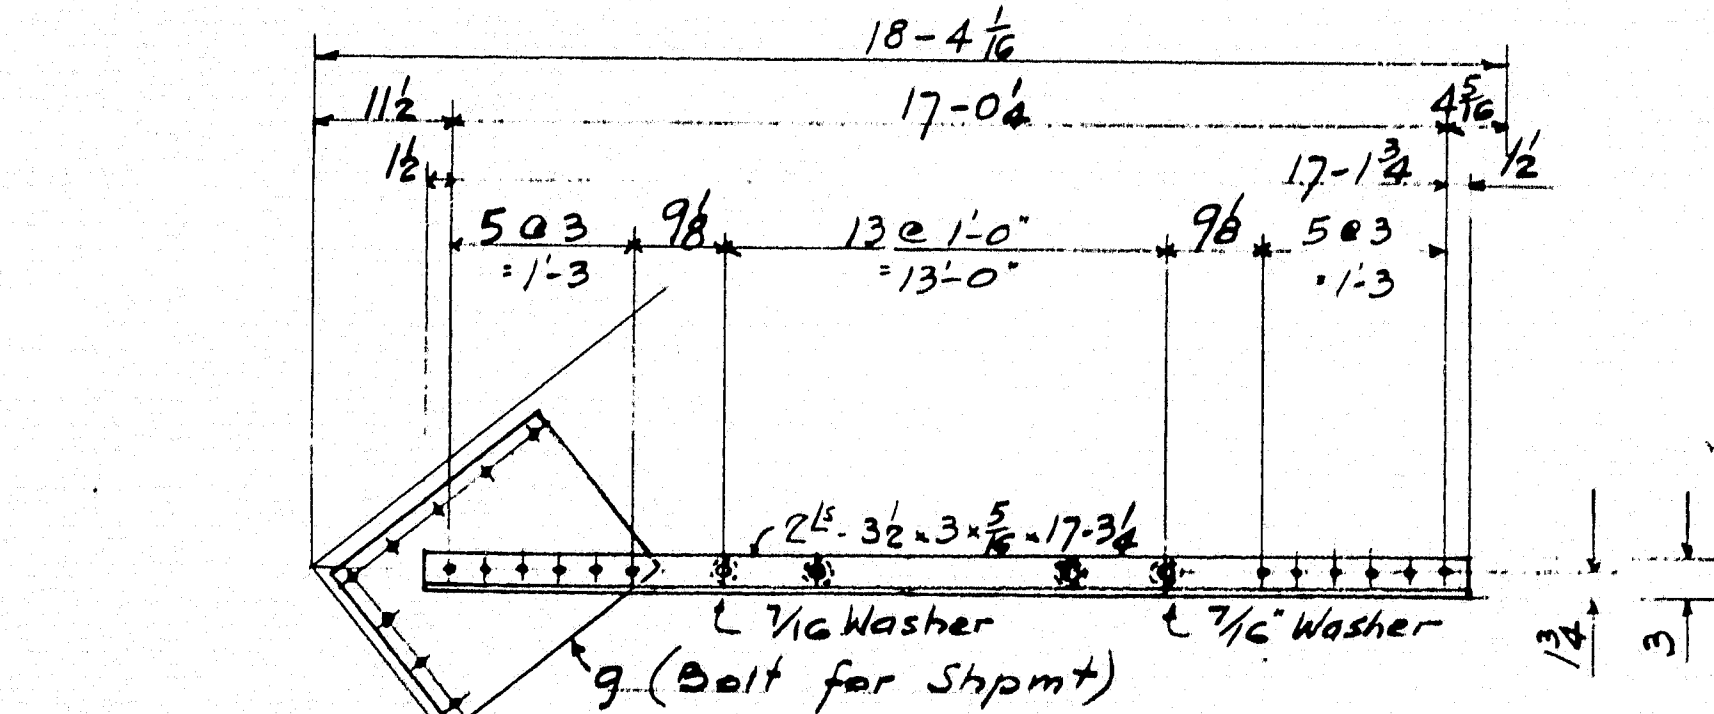 18-4 1/16
11 1/2 17-0 1/4 4 5/16
1 1/2 17-1 3/4 1 1/2
5 @ 3 9 1/8 13 @ 1'-0" 9 1/8 5 @ 3
= 1'-3 = 13'-0" = 1'-3
2 Ls - 3 1/2 x 3 x 5/16 x 17-3 1/4
7/16 Washer 7/16" Washer
1 3/4 3
g (Bolt for Shpmt)